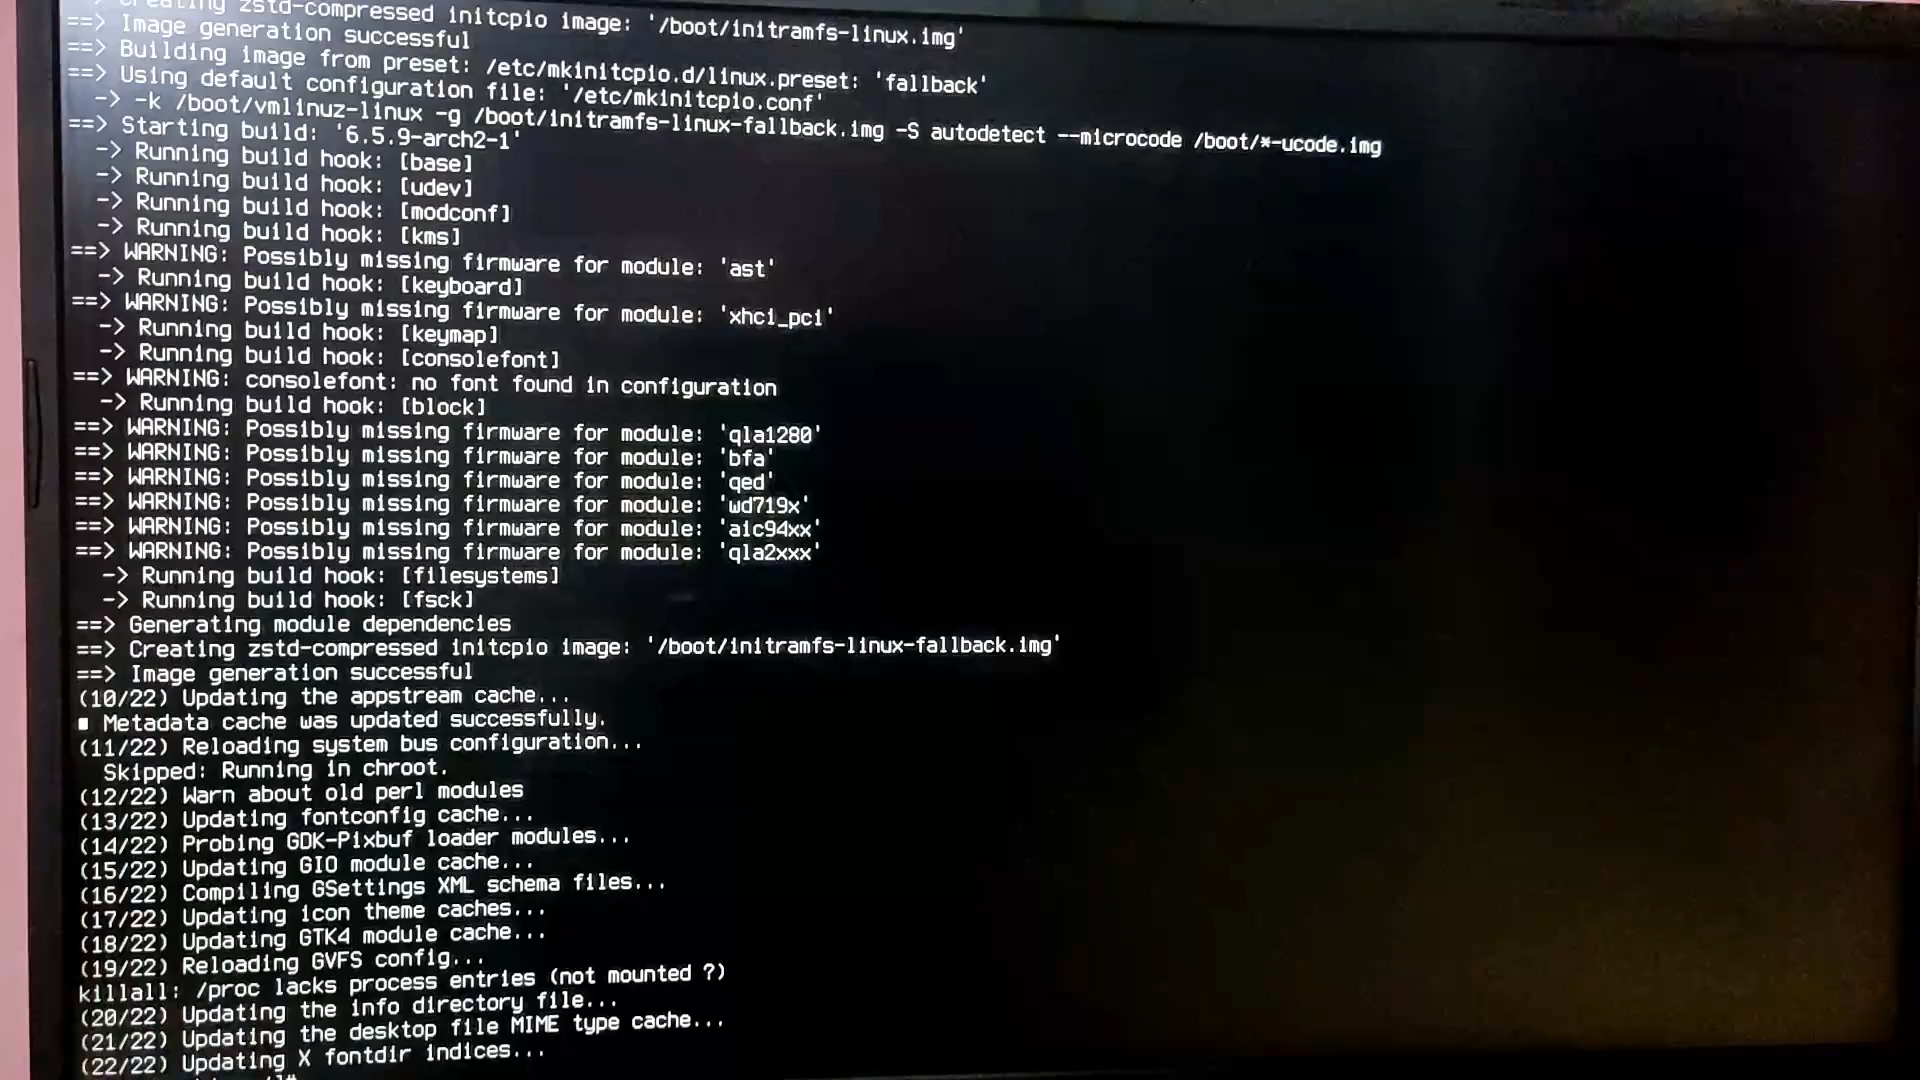 Creating zstd-compressed initcpio image: '/boot/initramfs-linux.img'
==> Image generation successful
==> Building image from preset: /etc/mkinitcpio.d/linux.preset: 'fallback'
==> Using default configuration file: '/etc/mkinitcpio.conf'
-> -k /boot/vmlinuz-linux -g /boot/initramfs-linux-fallback.img -S autodetect --microcode /boot/*-ucode.img
==> Starting build: '6.5.9-arch2-1'
-> Running build hook: [base]
-> Running build hook: [udev]
-> Running build hook: [modconf]
-> Running build hook: [kms]
==> WARNING: Possibly missing firmware for module: 'ast'
-> Running build hook: [keyboard]
==> WARNING: Possibly missing firmware for module: 'xhci_pci'
-> Running build hook: [keymap]
-> Running build hook: [consolefont]
==> WARNING: consolefont: no font found in configuration
-> Running build hook: [block]
==> WARNING: Possibly missing firmware for module: 'qla1280'
==> WARNING: Possibly missing firmware for module: 'bfa'
==> WARNING: Possibly missing firmware for module: 'qed'
==> WARNING: Possibly missing firmware for module: 'wd719x'
==> WARNING: Possibly missing firmware for module: 'aic94xx'
==> WARNING: Possibly missing firmware for module: 'qla2xxx'
-> Running build hook: [filesystems]
-> Running build hook: [fsck]
==> Generating module dependencies
==> Creating zstd-compressed initcpio image: '/boot/initramfs-linux-fallback.img'
==> Image generation successful
(10/22) Updating the appstream cache...
■ Metadata cache was updated successfully.
(11/22) Reloading system bus configuration...
Skipped: Running in chroot.
(12/22) Warn about old perl modules
(13/22) Updating fontconfig cache...
(14/22) Probing GDK-Pixbuf loader modules...
(15/22) Updating GIO module cache...
(16/22) Compiling GSettings XML schema files...
(17/22) Updating icon theme caches...
(18/22) Updating GTK4 module cache...
(19/22) Reloading GVFS config...
killall: /proc lacks process entries (not mounted ?)
(20/22) Updating the info directory file...
(21/22) Updating the desktop file MIME type cache...
(22/22) Updating X fontdir indices...